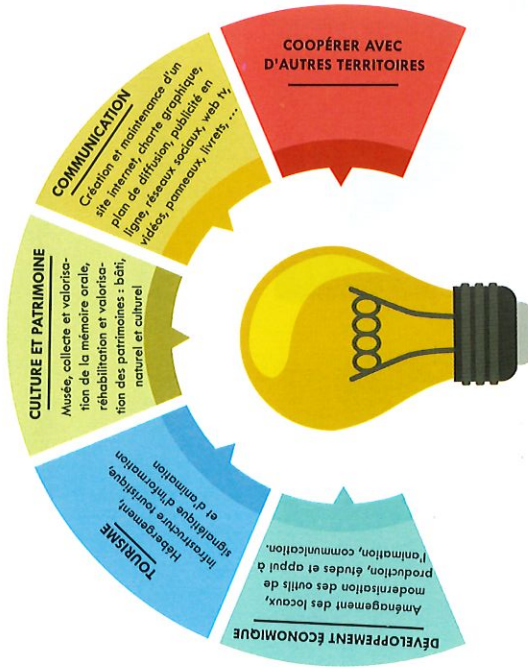 DÉVELOPPEMENT ÉCONOMIQUE
Aménagement des locaux,
modernisation des outils de
production, études et appui à
l'animation, communication.
TOURISME
Hébergement,
Infrastructure touristique,
signalétique d'information
et d'animation
CULTURE ET PATRIMOINE
Musée, collecte et valorisa-
tion de la mémoire orale,
réhabilitation et valorisa-
tion des patrimoines : bâti,
naturel et culturel
COMMUNICATION
Création et maintenance d'un
site internet, charte graphique,
plan de diffusion, publicité en
ligne, réseaux sociaux, web tv,
vidéos, panneaux, livrets, ...
COOPÉRER AVEC
D'AUTRES TERRITOIRES